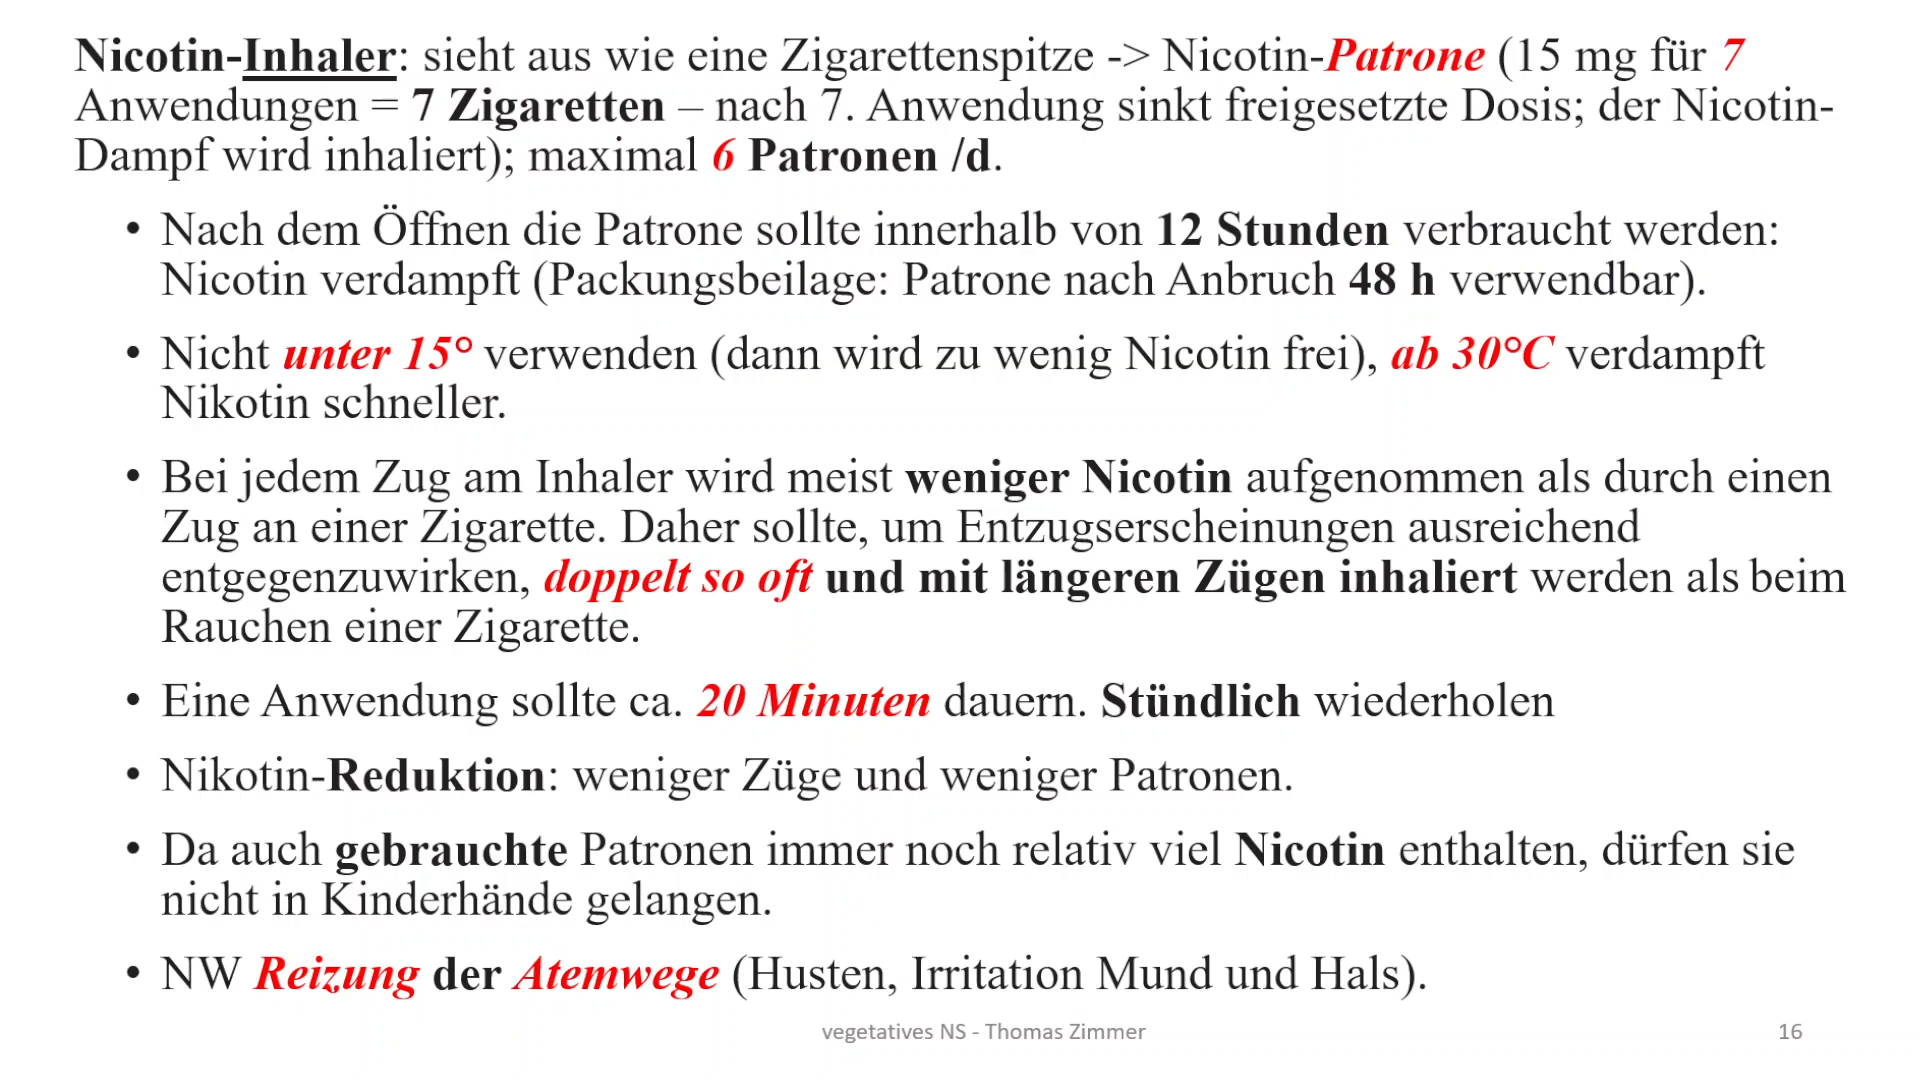 Nicotin-Inhaler: sieht aus wie eine Zigarettenspitze -> Nicotin-Patrone (15 mg für 7
Anwendungen = 7 Zigaretten – nach 7. Anwendung sinkt freigesetzte Dosis; der Nicotin-
Dampf wird inhaliert); maximal 6 Patronen /d.
• Nach dem Öffnen die Patrone sollte innerhalb von 12 Stunden verbraucht werden:
Nicotin verdampft (Packungsbeilage: Patrone nach Anbruch 48 h verwendbar).
• Nicht unter 15° verwenden (dann wird zu wenig Nicotin frei), ab 30°C verdampft
Nikotin schneller.
• Bei jedem Zug am Inhaler wird meist weniger Nicotin aufgenommen als durch einen
Zug an einer Zigarette. Daher sollte, um Entzugserscheinungen ausreichend
entgegenzuwirken, doppelt so oft und mit längeren Zügen inhaliert werden als beim
Rauchen einer Zigarette.
• Eine Anwendung sollte ca. 20 Minuten dauern. Stündlich wiederholen
• Nikotin-Reduktion: weniger Züge und weniger Patronen.
• Da auch gebrauchte Patronen immer noch relativ viel Nicotin enthalten, dürfen sie
nicht in Kinderhände gelangen.
• NW Reizung der Atemwege (Husten, Irritation Mund und Hals).
vegetatives NS - Thomas Zimmer
16